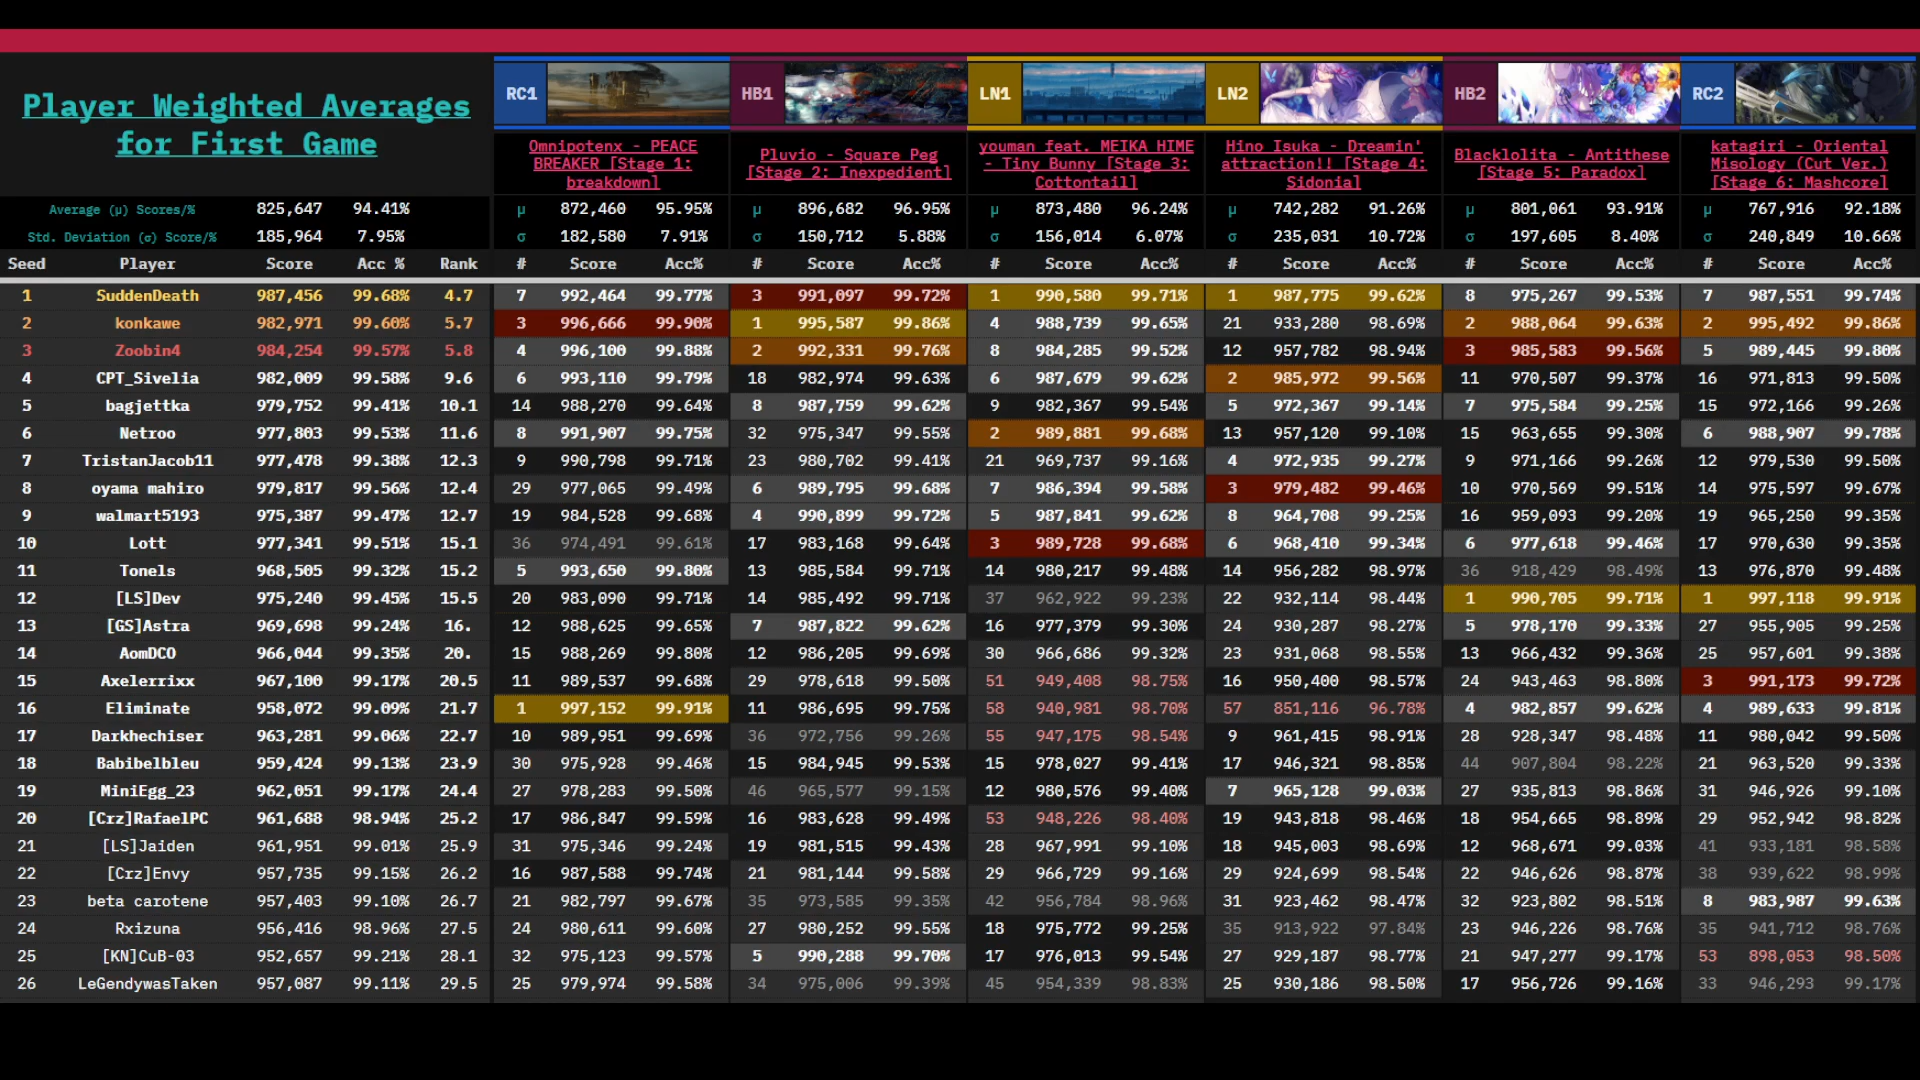 RC1 HB1 LN1 LN2 HB2 RC2
Player Weighted Averages
for First Game
Omnipotenx - PEACE
BREAKER [Stage 1:
breakdown]
Pluvio - Square Peg
[Stage 2: Inexpedient]
youman feat. MEIKA HIME
- Tiny Bunny [Stage 3:
Cottontail]
Hino Isuka - Dreamin'
attraction!! [Stage 4:
Sidonia]
Blacklolita - Antithese
[Stage 5: Paradox]
katagiri - Oriental
Misology (Cut Ver.)
[Stage 6: Mashcore]
Average (μ) Scores/% 825,647 94.41% μ 872,460 95.95% μ 896,682 96.95% μ 873,480 96.24% μ 742,282 91.26% μ 801,061 93.91% μ 767,916 92.18%
Std. Deviation (σ) Score/% 185,964 7.95% σ 182,580 7.91% σ 150,712 5.88% σ 156,014 6.07% σ 235,031 10.72% σ 197,605 8.40% σ 240,849 10.66%
Seed Player Score Acc % Rank # Score Acc% # Score Acc% # Score Acc% # Score Acc% # Score Acc% # Score Acc%
1 SuddenDeath 987,456 99.68% 4.7 7 992,464 99.77% 3 991,097 99.72% 1 990,580 99.71% 1 987,775 99.62% 8 975,267 99.53% 7 987,551 99.74%
2 konkawe 982,971 99.60% 5.7 3 996,666 99.90% 1 995,587 99.86% 4 988,739 99.65% 21 933,280 98.69% 2 988,064 99.63% 2 995,492 99.86%
3 Zoobin4 984,254 99.57% 5.8 4 996,100 99.88% 2 992,331 99.76% 8 984,285 99.52% 12 957,782 98.94% 3 985,583 99.56% 5 989,445 99.80%
4 CPT_Sivelia 982,009 99.58% 9.6 6 993,110 99.79% 18 982,974 99.63% 6 987,679 99.62% 2 985,972 99.56% 11 970,507 99.37% 16 971,813 99.50%
5 bagjettka 979,752 99.41% 10.1 14 988,270 99.64% 8 987,759 99.62% 9 982,367 99.54% 5 972,367 99.14% 7 975,584 99.25% 15 972,166 99.26%
6 Netroo 977,803 99.53% 11.6 8 991,907 99.75% 32 975,347 99.55% 2 989,881 99.68% 13 957,120 99.10% 15 963,655 99.30% 6 988,907 99.78%
7 TristanJacob11 977,478 99.38% 12.3 9 990,798 99.71% 23 980,702 99.41% 21 969,737 99.16% 4 972,935 99.27% 9 971,166 99.26% 12 979,530 99.50%
8 oyama mahiro 979,817 99.56% 12.4 29 977,065 99.49% 6 989,795 99.68% 7 986,394 99.58% 3 979,482 99.46% 10 970,569 99.51% 14 975,597 99.67%
9 walmart5193 975,387 99.47% 12.7 19 984,528 99.68% 4 990,899 99.72% 5 987,841 99.62% 8 964,708 99.25% 16 959,093 99.20% 19 965,250 99.35%
10 Lott 977,341 99.51% 15.1 36 974,491 99.61% 17 983,168 99.64% 3 989,728 99.68% 6 968,410 99.34% 6 977,618 99.46% 17 970,630 99.35%
11 Tonels 968,505 99.32% 15.2 5 993,650 99.80% 13 985,584 99.71% 14 980,217 99.48% 14 956,282 98.97% 36 918,429 98.49% 13 976,870 99.48%
12 [LS]Dev 975,240 99.45% 15.5 20 983,090 99.71% 14 985,492 99.71% 37 962,922 99.23% 22 932,114 98.44% 1 990,705 99.71% 1 997,118 99.91%
13 [GS]Astra 969,698 99.24% 16. 12 988,625 99.65% 7 987,822 99.62% 16 977,379 99.30% 24 930,287 98.27% 5 978,170 99.33% 27 955,905 99.25%
14 AomDCO 966,044 99.35% 20. 15 988,269 99.80% 12 986,205 99.69% 30 966,686 99.32% 23 931,068 98.55% 13 966,432 99.36% 25 957,601 99.38%
15 Axelerrixx 967,100 99.17% 20.5 11 989,537 99.68% 29 978,618 99.50% 51 949,408 98.75% 16 950,400 98.57% 24 943,463 98.80% 3 991,173 99.72%
16 Eliminate 958,072 99.09% 21.7 1 997,152 99.91% 11 986,695 99.75% 58 940,981 98.70% 57 851,116 96.78% 4 982,857 99.62% 4 989,633 99.81%
17 Darkhechiser 963,281 99.06% 22.7 10 989,951 99.69% 36 972,756 99.26% 55 947,175 98.54% 9 961,415 98.91% 28 928,347 98.48% 11 980,042 99.50%
18 Babibelbleu 959,424 99.13% 23.9 30 975,928 99.46% 15 984,945 99.53% 15 978,027 99.41% 17 946,321 98.85% 44 907,804 98.22% 21 963,520 99.33%
19 MiniEgg_23 962,051 99.17% 24.4 27 978,283 99.50% 46 965,577 99.15% 12 980,576 99.40% 7 965,128 99.03% 27 935,813 98.86% 31 946,926 99.10%
20 [Crz]RafaelPC 961,688 98.94% 25.2 17 986,847 99.59% 16 983,628 99.49% 53 948,226 98.40% 19 943,818 98.46% 18 954,665 98.89% 29 952,942 98.82%
21 [LS]Jaiden 961,951 99.01% 25.9 31 975,346 99.24% 19 981,515 99.43% 28 967,991 99.10% 18 945,003 98.69% 12 968,671 99.03% 41 933,181 98.58%
22 [Crz]Envy 957,735 99.15% 26.2 16 987,588 99.74% 21 981,144 99.58% 29 966,729 99.16% 29 924,699 98.54% 22 946,626 98.87% 38 939,622 98.99%
23 beta carotene 957,403 99.10% 26.7 21 982,797 99.67% 35 973,585 99.35% 42 956,784 98.96% 31 923,462 98.47% 32 923,802 98.51% 8 983,987 99.63%
24 Rxizuna 956,416 98.96% 27.5 24 980,611 99.60% 27 980,252 99.55% 18 975,772 99.25% 35 913,922 97.84% 23 946,226 98.76% 35 941,712 98.76%
25 [KN]CuB-03 952,657 99.21% 28.1 32 975,123 99.57% 5 990,288 99.70% 17 976,013 99.54% 27 929,187 98.77% 21 947,277 99.17% 53 898,053 98.50%
26 LeGendywasTaken 957,087 99.11% 29.5 25 979,974 99.58% 34 975,006 99.39% 45 954,339 98.83% 25 930,186 98.50% 17 956,726 99.16% 33 946,293 99.17%